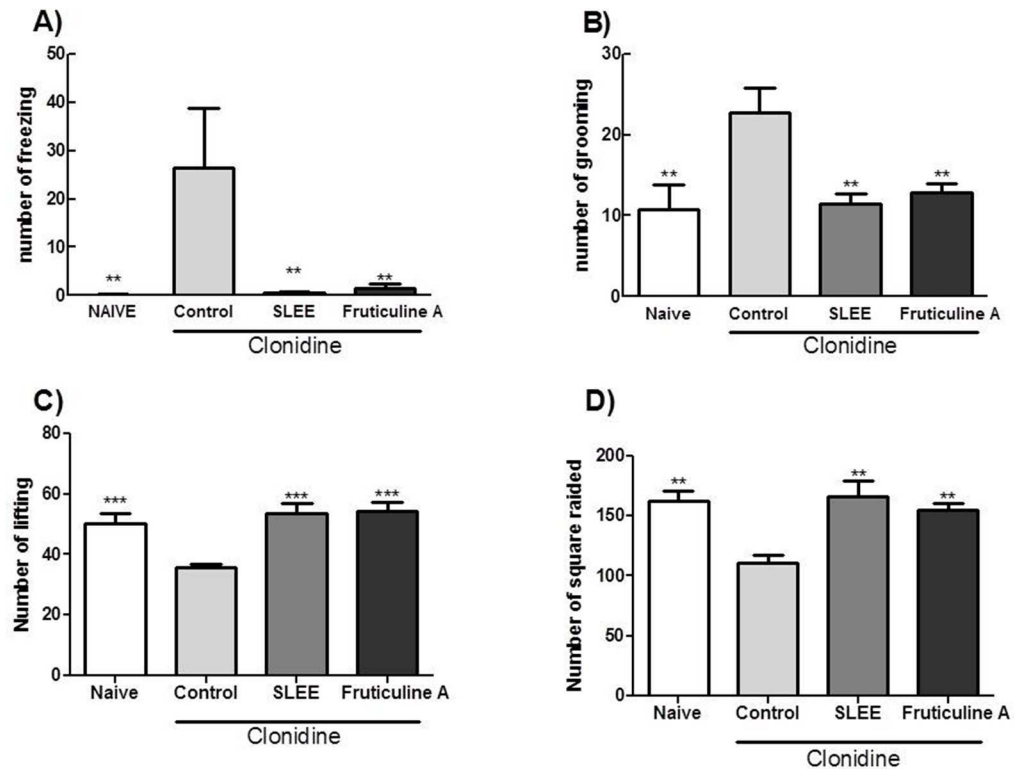 A)
number of freezing
50
40
30
20
10
0
**
**
**
NAIVE Control SLEE Fruticuline A
Clonidine
B)
number of grooming
30
20
10
0
**
**
**
Naive Control SLEE Fruticuline A
Clonidine
C)
Number of lifting
80
60
40
20
0
***
***
***
Naive Control SLEE Fruticuline A
Clonidine
D)
Number of square raided
200
150
100
50
0
**
**
**
Naive Control SLEE Fruticuline A
Clonidine